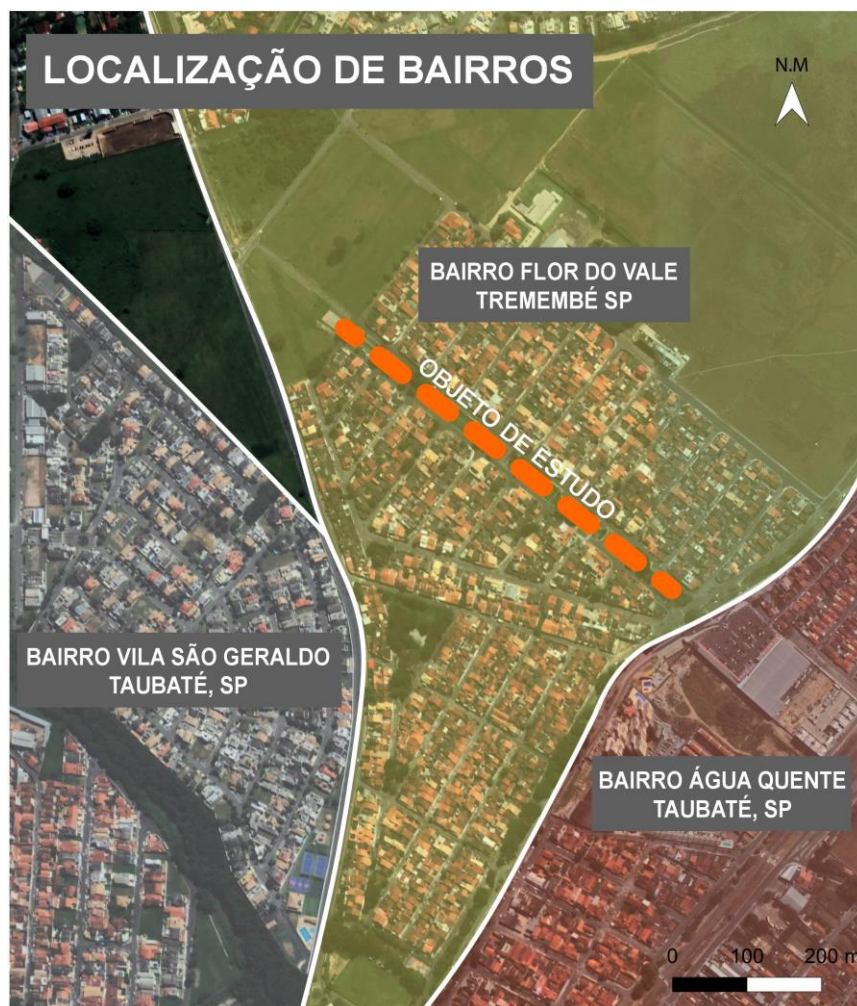 LOCALIZAÇÃO DE BAIRROS
N.M
BAIRRO FLOR DO VALE
TREMEMBÉ SP
OBJETO DE ESTUDO
BAIRRO VILA SÃO GERALDO
TAUBATÉ, SP
BAIRRO ÁGUA QUENTE
TAUBATÉ, SP
0 100 200 m